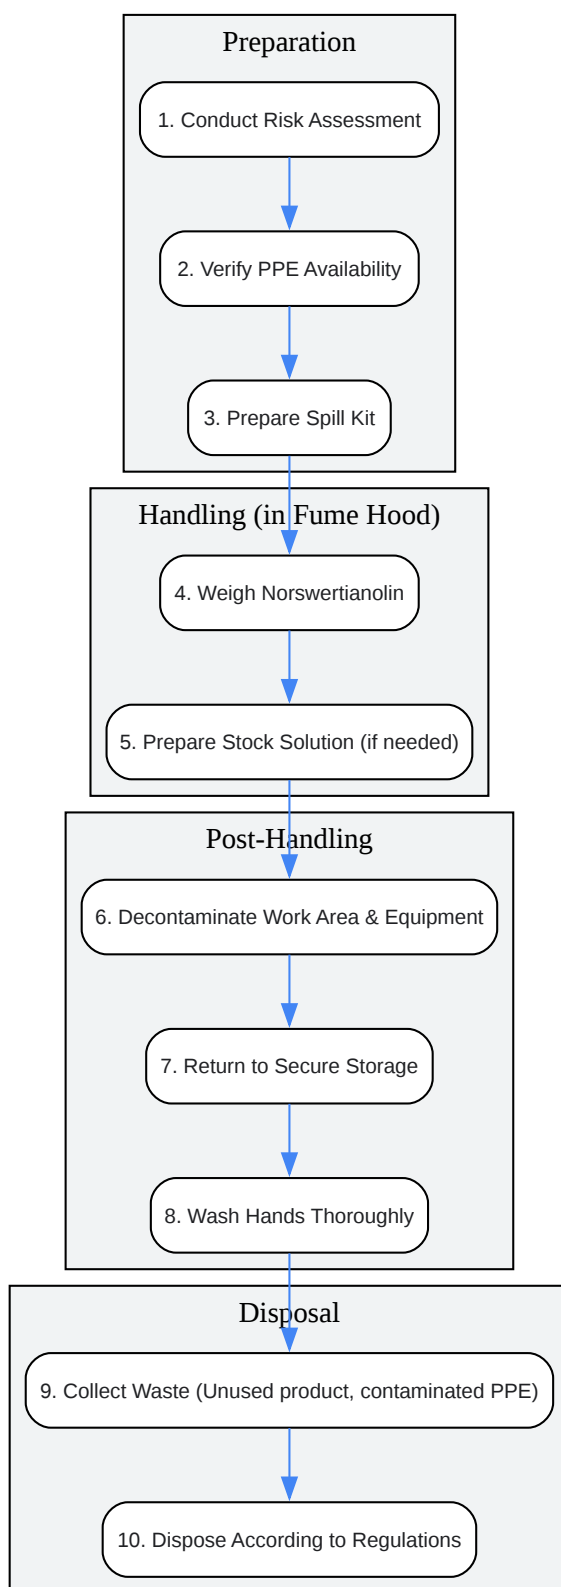 Preparation
1. Conduct Risk Assessment
2. Verify PPE Availability
3. Prepare Spill Kit
Handling (in Fume Hood)
4. Weigh Norswertianolin
5. Prepare Stock Solution (if needed)
Post-Handling
6. Decontaminate Work Area & Equipment
7. Return to Secure Storage
8. Wash Hands Thoroughly
Disposal
9. Collect Waste (Unused product, contaminated PPE)
10. Dispose According to Regulations